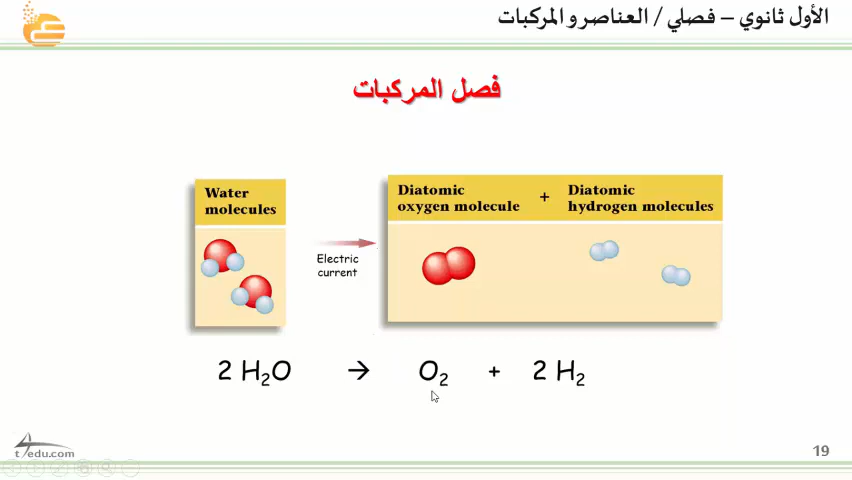 الأول ثانوي – فصلي / العناصر و المركبات
فصل المركبات
Water
molecules
Electric
current
Diatomic
oxygen molecule
+
Diatomic
hydrogen molecules
2 H₂O → O₂ + 2 H₂
t4edu.com
19